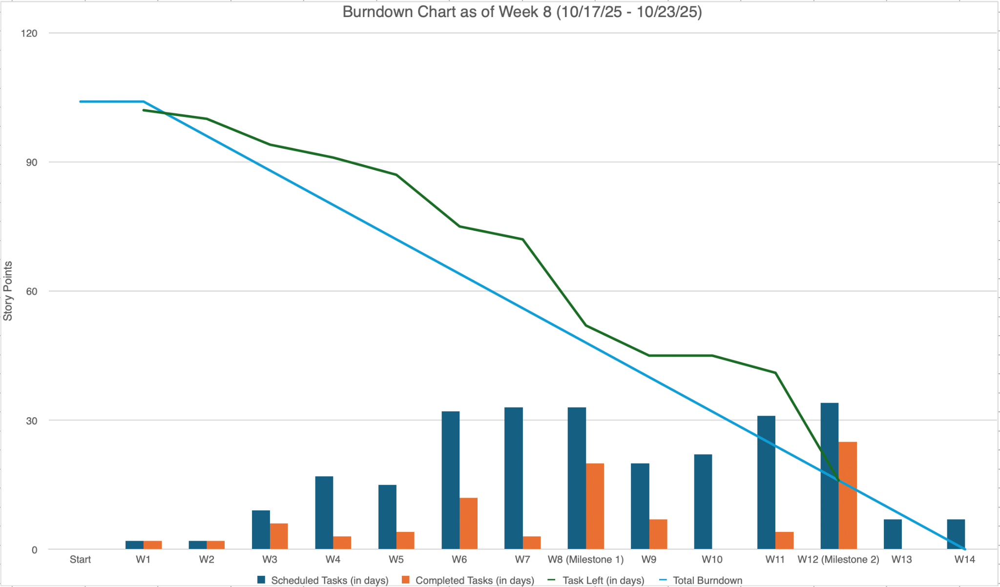 Burndown Chart as of Week 8 (10/17/25 - 10/23/25)
120
90
60
30
0
Story Points
Start W1 W2 W3 W4 W5 W6 W7 W8 (Milestone 1) W9 W10 W11 W12 (Milestone 2) W13 W14
Scheduled Tasks (in days) Completed Tasks (in days) Task Left (in days) Total Burndown